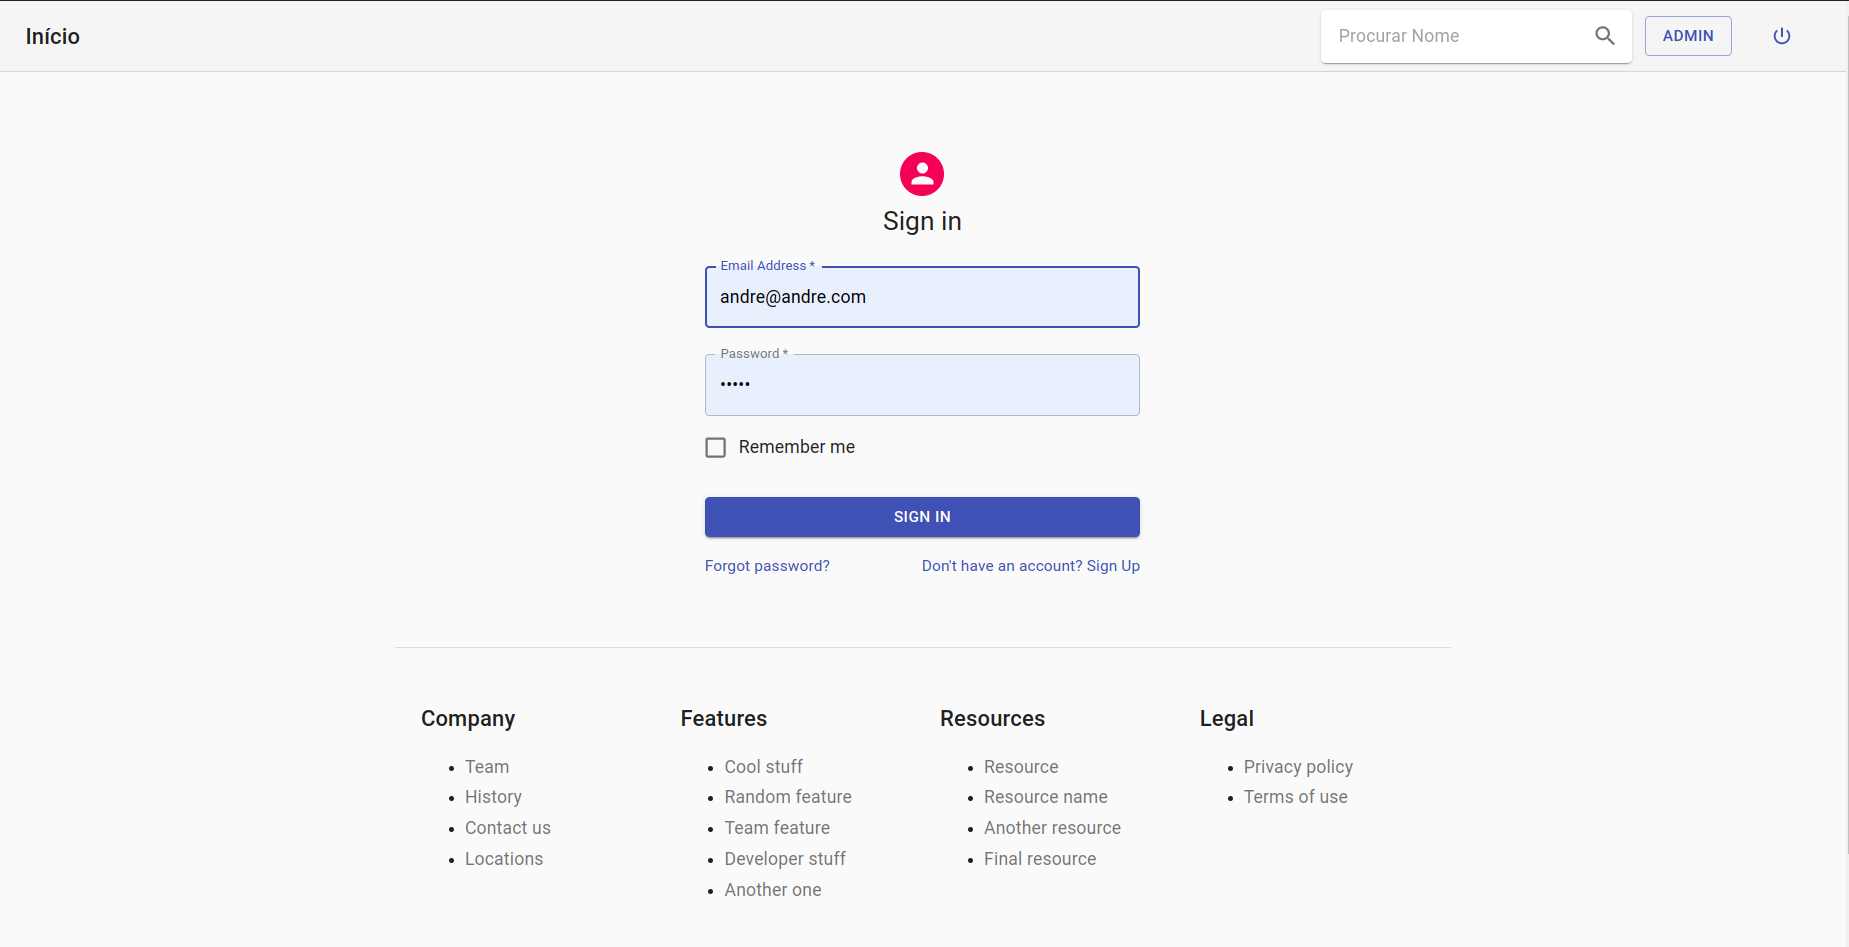 Início
Procurar Nome
ADMIN
Sign in
Email Address *
andre@andre.com
Password *
•••••
Remember me
SIGN IN
Forgot password?
Don't have an account? Sign Up
Company
Team
History
Contact us
Locations
Features
Cool stuff
Random feature
Team feature
Developer stuff
Another one
Resources
Resource
Resource name
Another resource
Final resource
Legal
Privacy policy
Terms of use